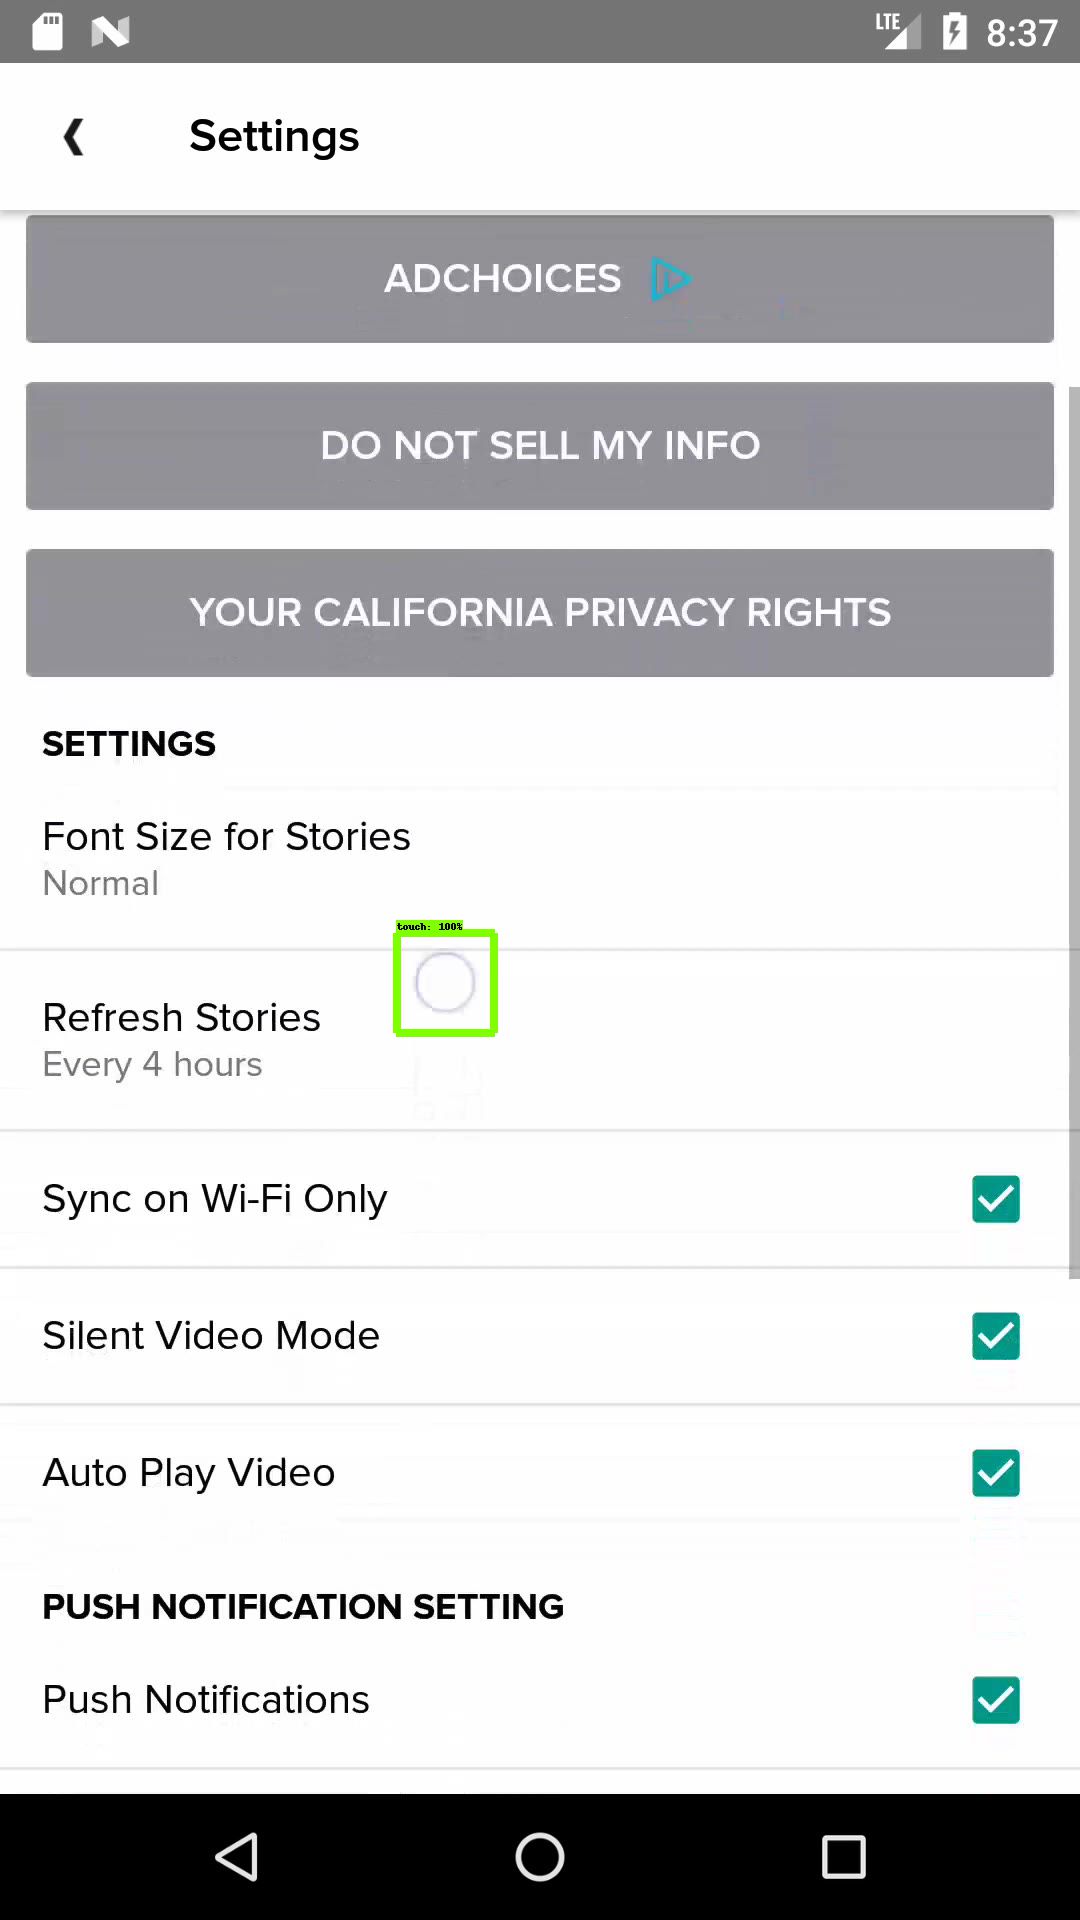 LTE 8:37
Settings
ADCHOICES
DO NOT SELL MY INFO
YOUR CALIFORNIA PRIVACY RIGHTS
SETTINGS
Font Size for Stories
Normal
touch: 100%
Refresh Stories
Every 4 hours
Sync on Wi-Fi Only
Silent Video Mode
Auto Play Video
PUSH NOTIFICATION SETTING
Push Notifications